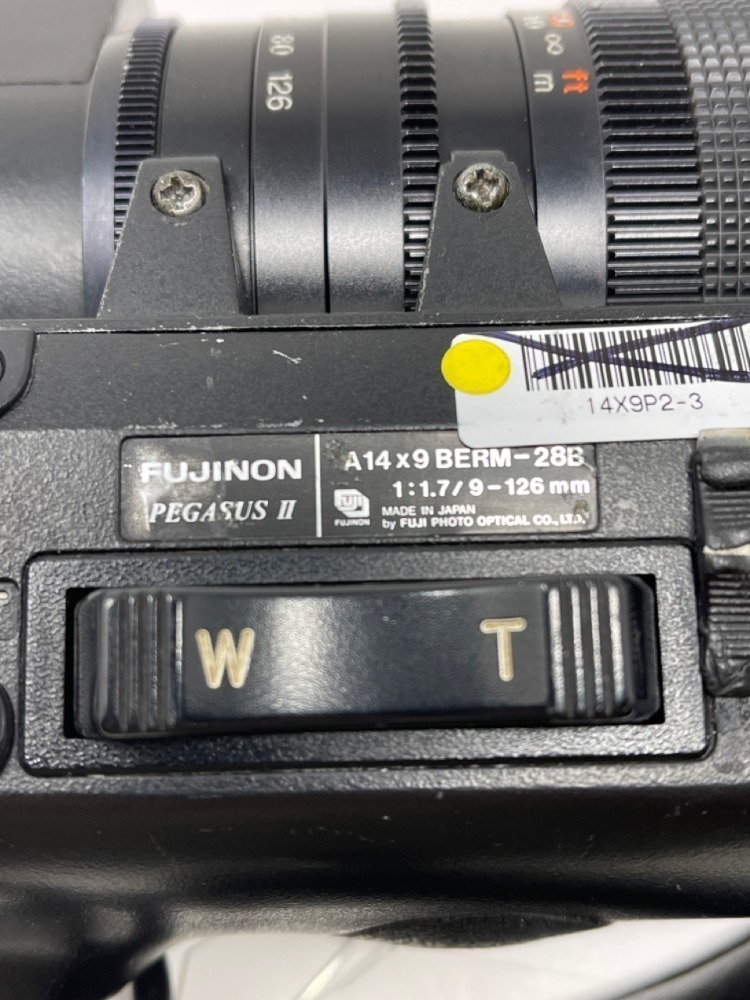 80 126
∞ ft
m
14X9P2-3
FUJINON
PEGASUS II
A14x9 BERM-28B
1:1.7/9-126mm
FUJI
FUJINON
MADE IN JAPAN
by FUJI PHOTO OPTICAL CO., LTD.
W T